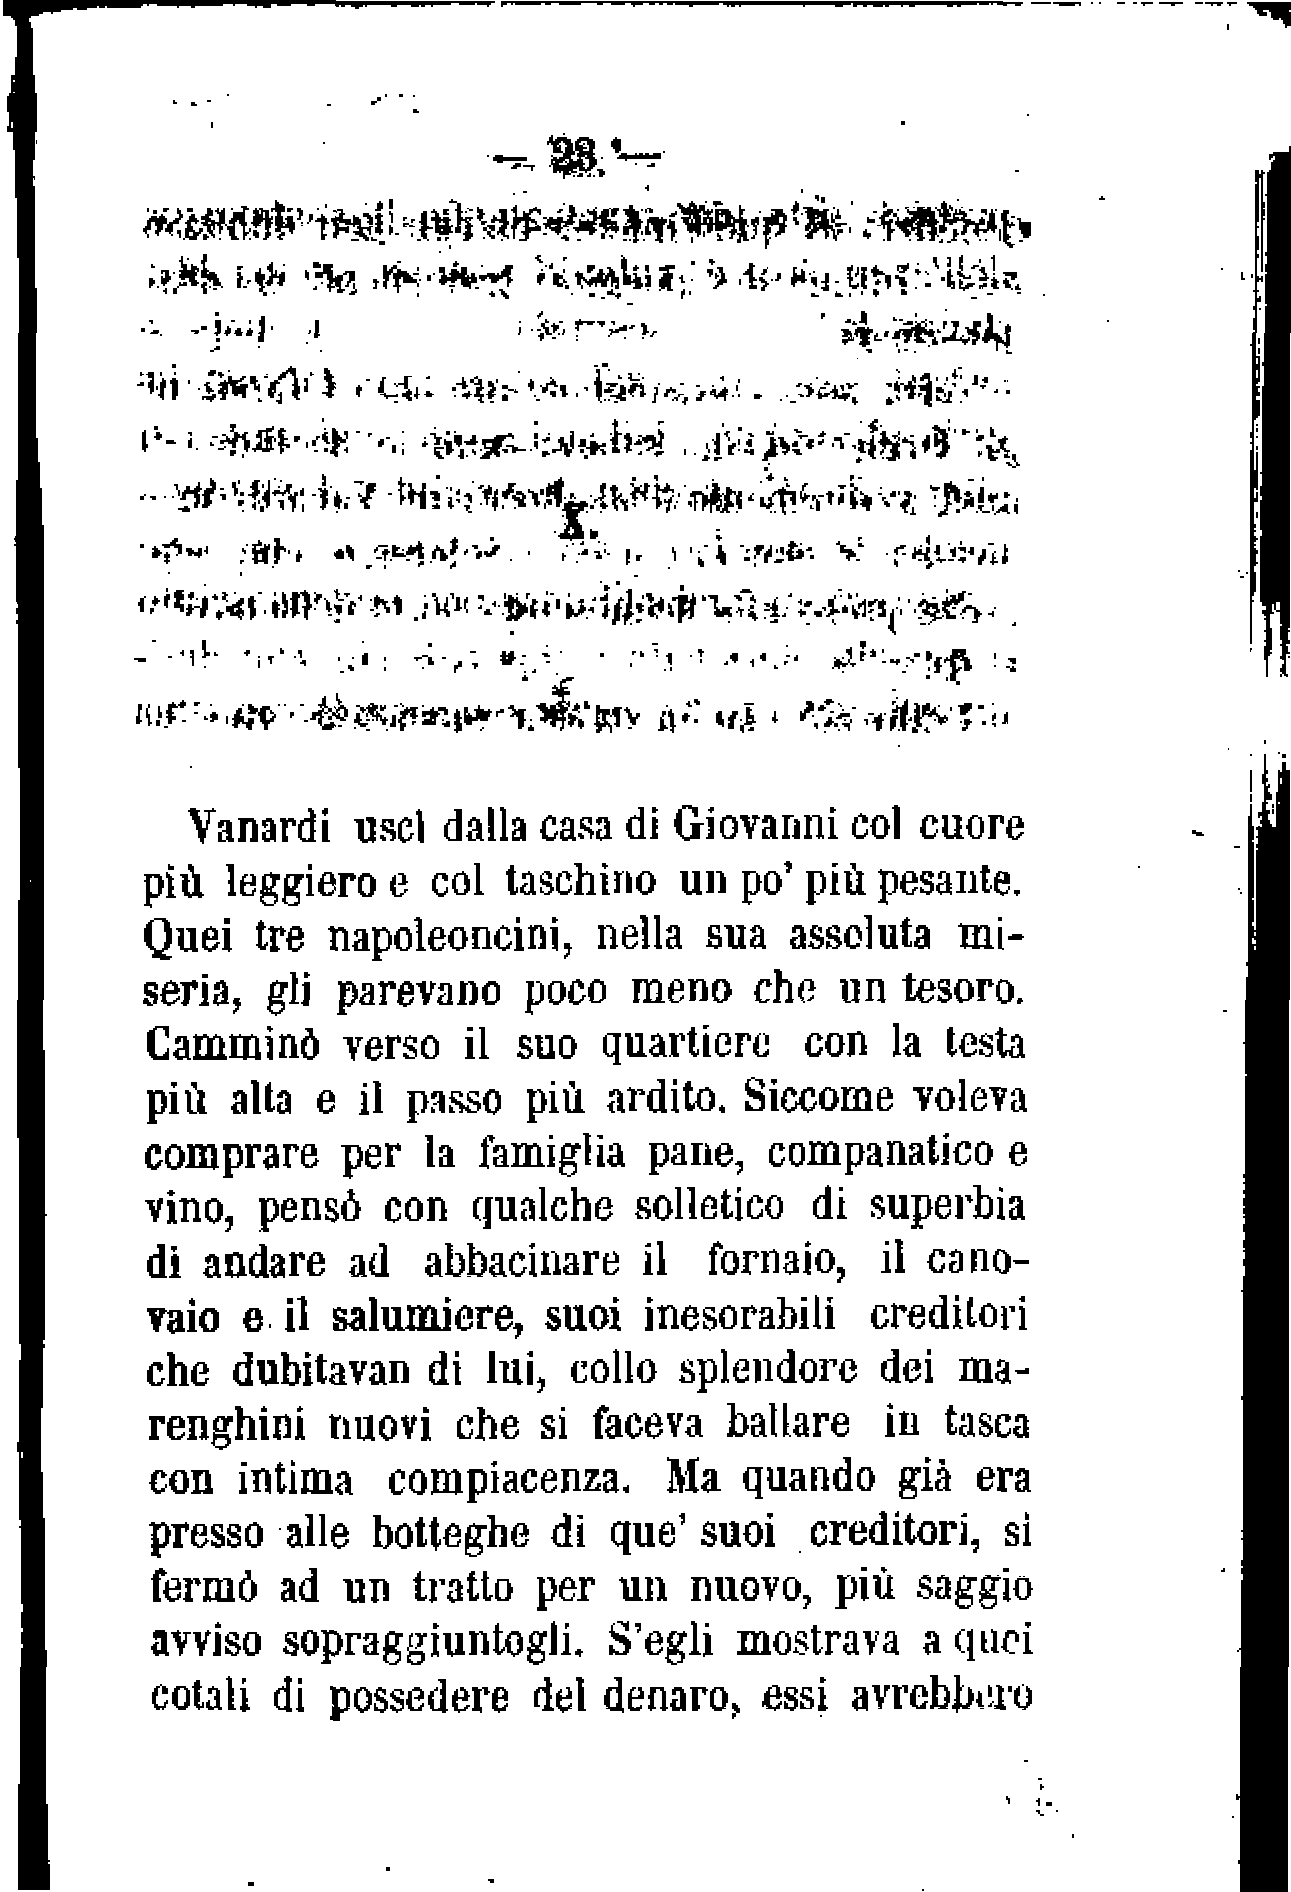 — 23 —
X.
Vanardi uscì dalla casa di Giovanni col cuore
più leggiero e col taschino un po' più pesante.
Quei tre napoleoncini, nella sua assoluta mi-
seria, gli parevano poco meno che un tesoro.
Camminò verso il suo quartiere con la testa
più alta e il passo più ardito. Siccome voleva
comprare per la famiglia pane, companatico e
vino, pensò con qualche solletico di superbia
di andare ad abbacinare il fornaio, il cano-
vaio e il salumiere, suoi inesorabili creditori
che dubitavan di lui, collo splendore dei ma-
renghini nuovi che si faceva ballare in tasca
con intima compiacenza. Ma quando già era
presso alle botteghe di que' suoi creditori, si
fermò ad un tratto per un nuovo, più saggio
avviso sopraggiuntogli. S'egli mostrava a quei
cotali di possedere del denaro, essi avrebbero